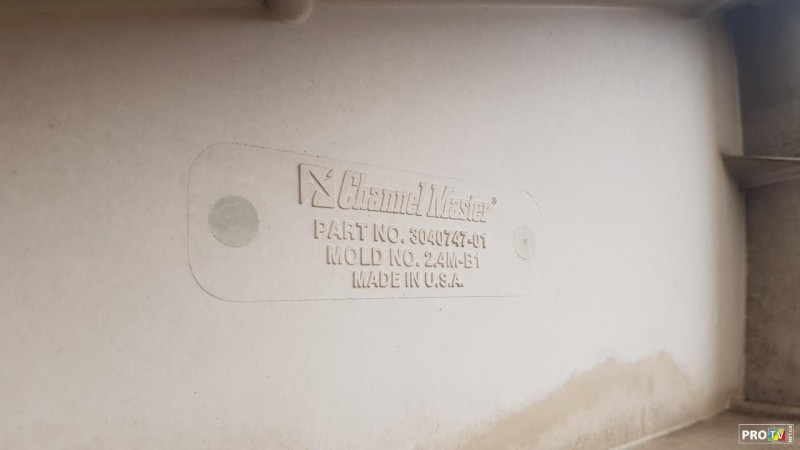 Channel Master®
PART NO. 3040747-01
MOLD NO. 2.4M-B1
MADE IN U.S.A.
PRO TV